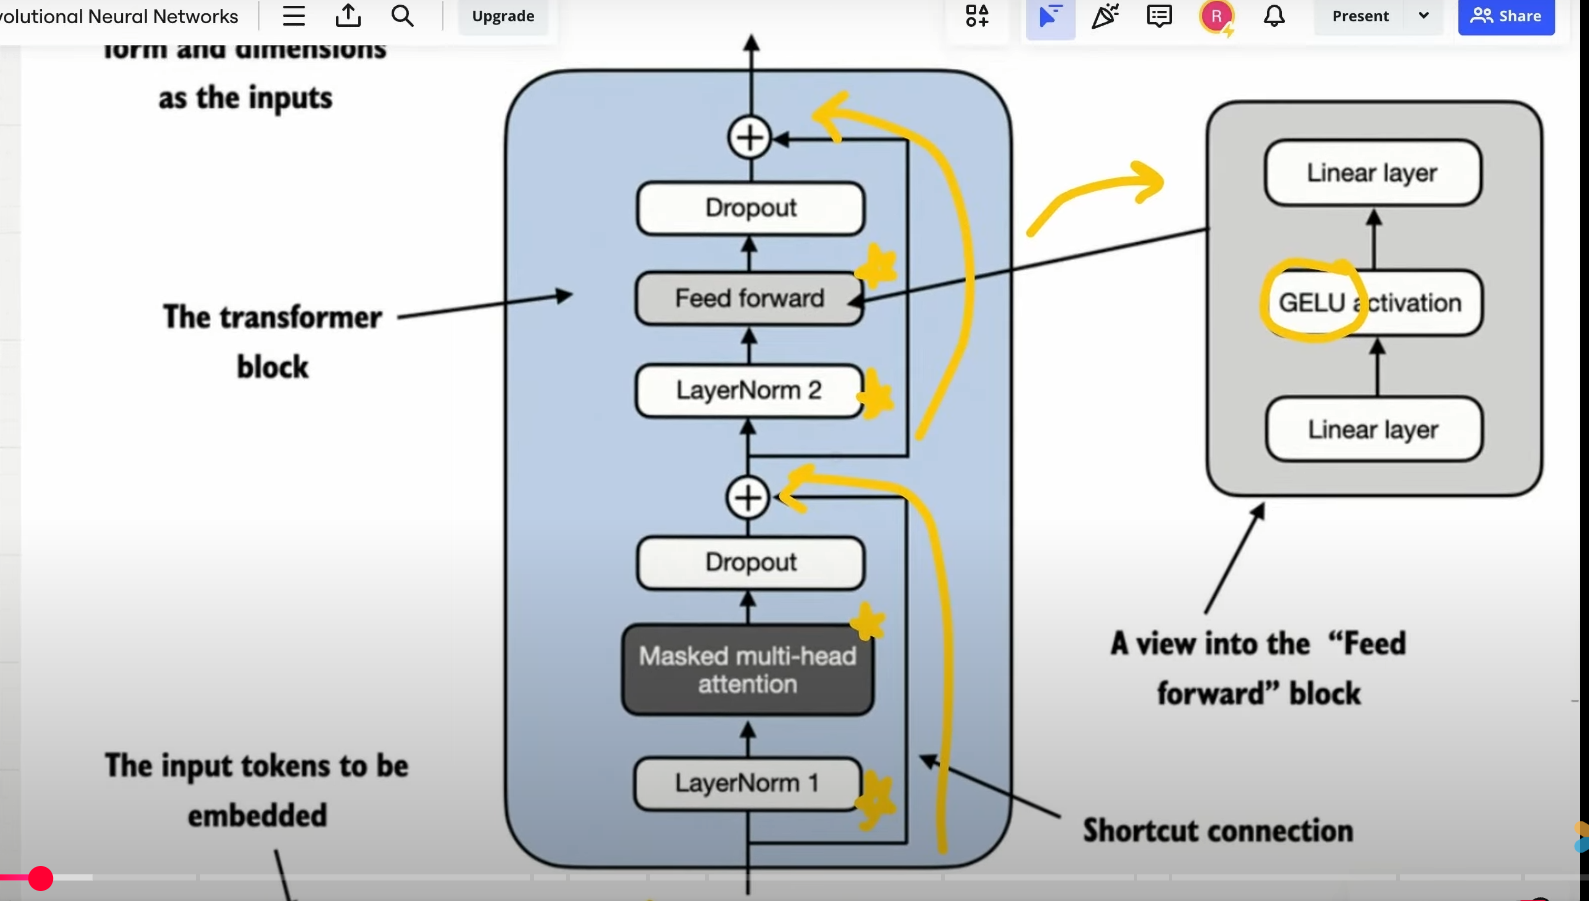 volutional Neural Networks
Upgrade
R
Present
Share
form and dimensions
as the inputs
Dropout
Feed forward
LayerNorm 2
The transformer
block
Dropout
Masked multi-head
attention
LayerNorm 1
The input tokens to be
embedded
Linear layer
GELU activation
Linear layer
A view into the “Feed
forward” block
Shortcut connection